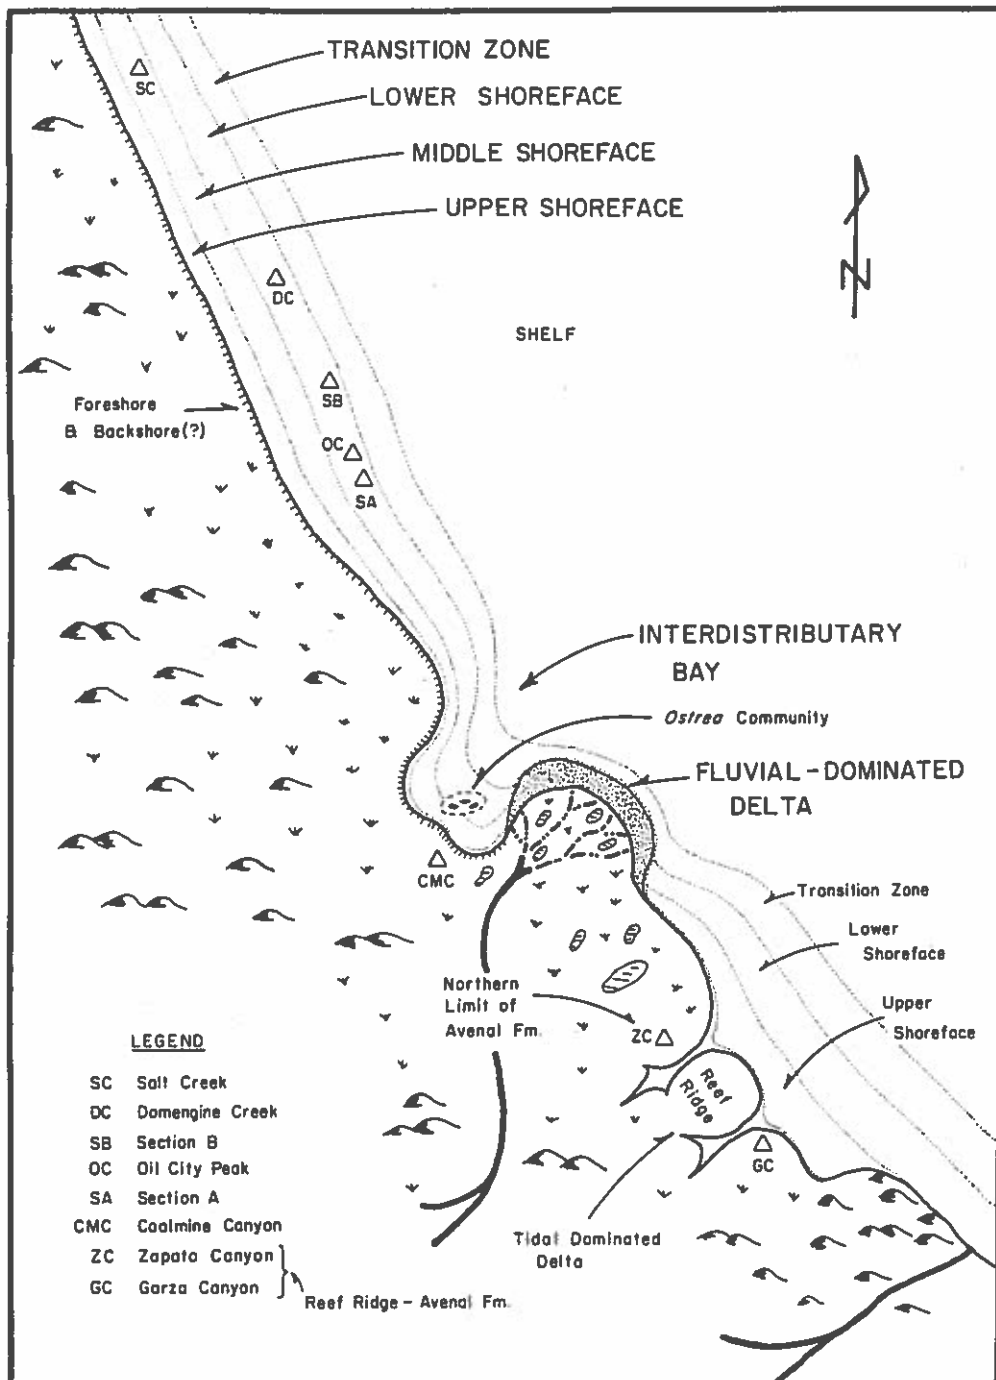 TRANSITION ZONE
SC
LOWER SHOREFACE
MIDDLE SHOREFACE
UPPER SHOREFACE
N
DC
SHELF
SB
Foreshore
& Backshore(?)
OC
SA
INTERDISTRIBUTARY
BAY
Ostrea Community
FLUVIAL-DOMINATED
DELTA
CMC
Transition Zone
Lower
Shoreface
Northern
Limit of
Avenal Fm.
Upper
Shoreface
ZC
Reef
Ridge
GC
Tidal Dominated
Delta
LEGEND
SC Salt Creek
DC Domengine Creek
SB Section B
OC Oil City Peak
SA Section A
CMC Coalmine Canyon
ZC Zapata Canyon
GC Garza Canyon
Reef Ridge - Avenal Fm.